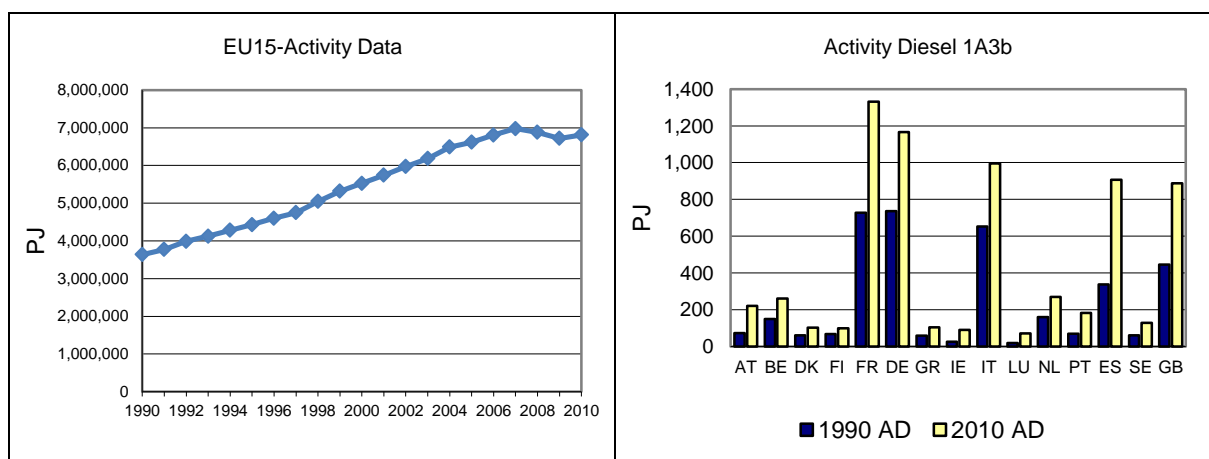 EU15-Activity Data
PJ
8,000,000
7,000,000
6,000,000
5,000,000
4,000,000
3,000,000
2,000,000
1,000,000
0
1990 1992 1994 1996 1998 2000 2002 2004 2006 2008 2010
Activity Diesel 1A3b
PJ
1,400
1,200
1,000
800
600
400
200
0
AT BE DK FI FR DE GR IE IT LU NL PT ES SE GB
1990 AD 2010 AD